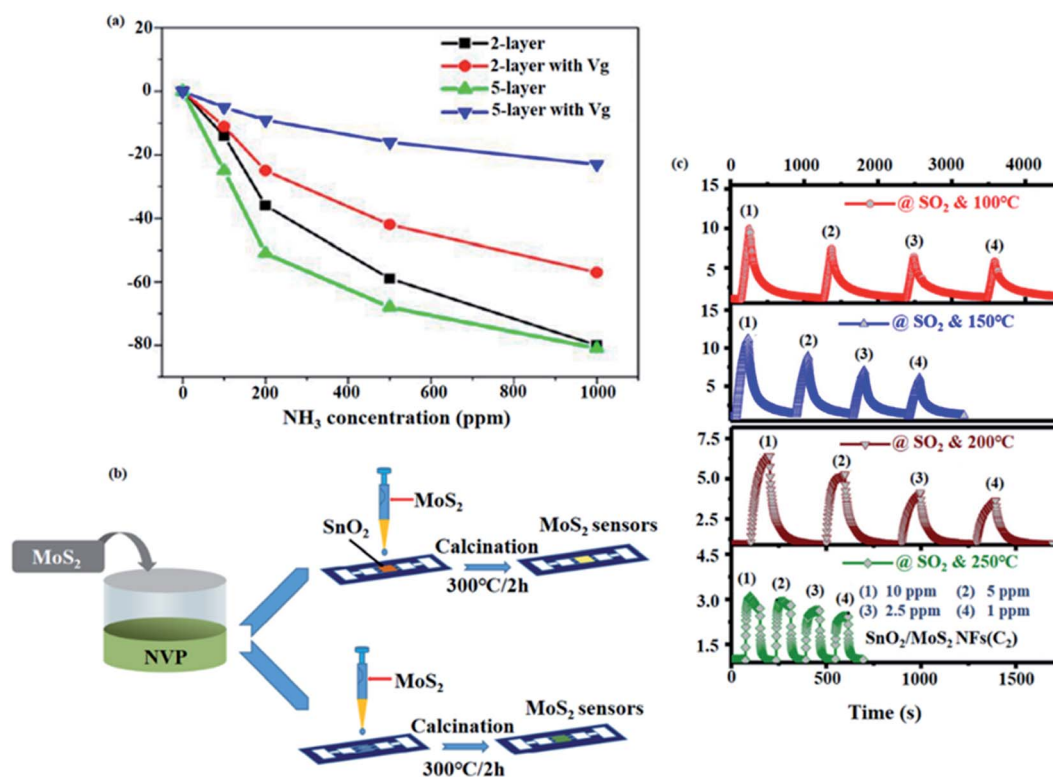 (a)
-20
0
-20
-40
-60
-80
2-layer
2-layer with Vg
5-layer
5-layer with Vg
0 200 400 600 800 1000
NH₃ concentration (ppm)
(b)
MoS₂
NVP
MoS₂
SnO₂
Calcination
300°C/2h
MoS₂ sensors
MoS₂
Calcination
300°C/2h
MoS₂ sensors
(c)
0 1000 2000 3000 4000
15
10
5
(1) (2) (3) (4)
@ SO₂ & 100°C
15
10
5
(1) (2) (3) (4)
@ SO₂ & 150°C
7.5
5.0
2.5
(1) (2) (3) (4)
@ SO₂ & 200°C
4.5
3.0
1.5
(1) (2) (3) (4)
@ SO₂ & 250°C
(1) 10 ppm (2) 5 ppm
(3) 2.5 ppm (4) 1 ppm
SnO₂/MoS₂ NFs(C₂)
0 500 1000 1500
Time (s)